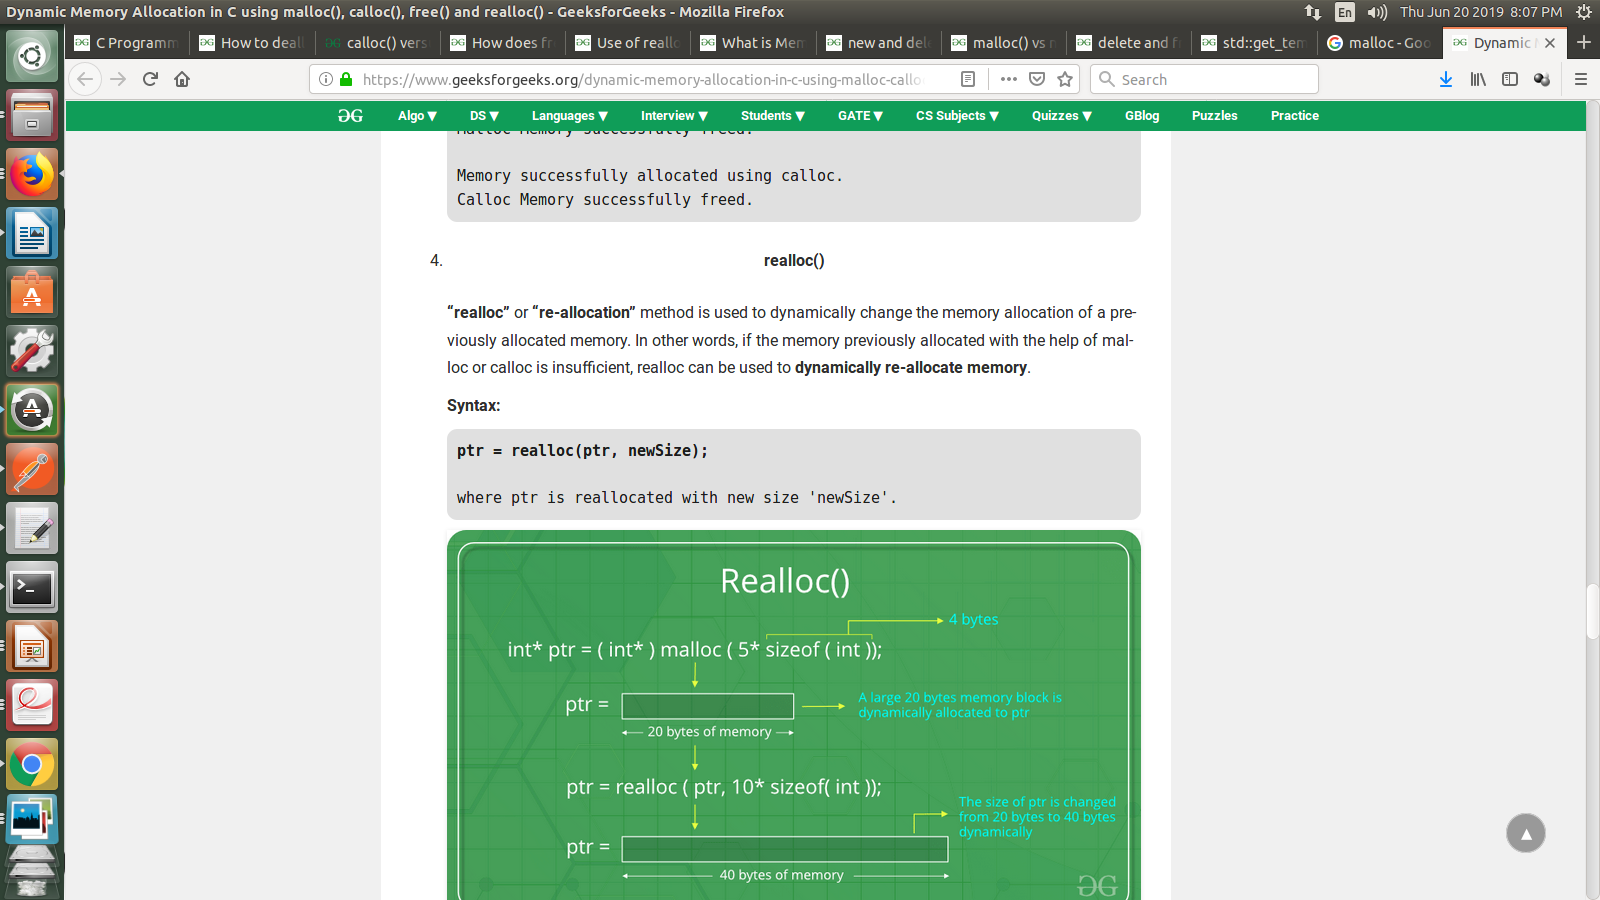 Dynamic Memory Allocation in C using malloc(), calloc(), free() and realloc() - GeeksforGeeks - Mozilla Firefox
En
Thu Jun 20 2019 8:07 PM
C Programm
How to deal
calloc() vers
How does fr
Use of reallo
What is Mem
new and dele
malloc() vs n
delete and f
std::get_tem
malloc - Goo
Dynamic
https://www.geeksforgeeks.org/dynamic-memory-allocation-in-c-using-malloc-callo
Search
Algo ▼
DS ▼
Languages ▼
Interview ▼
Students ▼
GATE ▼
CS Subjects ▼
Quizzes ▼
GBlog
Puzzles
Practice
Malloc Memory successfully freed.
Memory successfully allocated using calloc.
Calloc Memory successfully freed.
4. realloc()
“realloc” or “re-allocation” method is used to dynamically change the memory allocation of a pre-
viously allocated memory. In other words, if the memory previously allocated with the help of mal-
loc or calloc is insufficient, realloc can be used to dynamically re-allocate memory.
Syntax:
ptr = realloc(ptr, newSize);
where ptr is reallocated with new size 'newSize'.
Realloc()
4 bytes
int* ptr = ( int* ) malloc ( 5* sizeof ( int ));
ptr =
A large 20 bytes memory block is
dynamically allocated to ptr
20 bytes of memory
ptr = realloc ( ptr, 10* sizeof( int ));
The size of ptr is changed
from 20 bytes to 40 bytes
dynamically
ptr =
40 bytes of memory